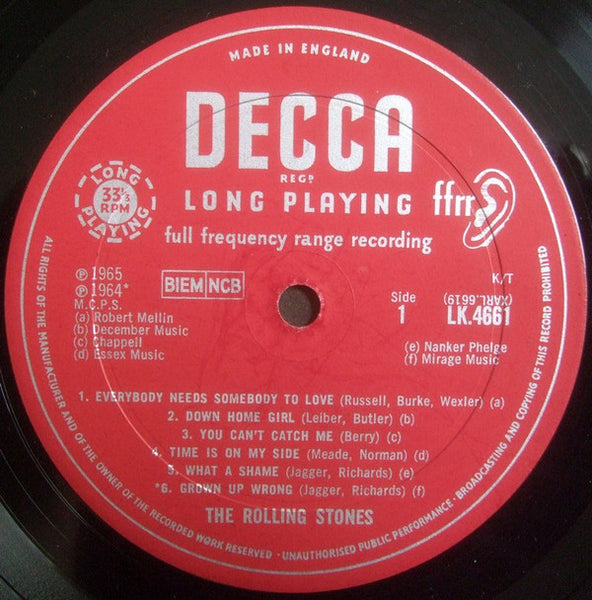 MADE IN ENGLAND
DECCA
REGD
LONG PLAYING
33⅓
RPM
LONG PLAYING
ffrr
full frequency range recording
℗ 1965
℗ 1964*
M.C.P.S.
(a) Robert Mellin
(b) December Music
(c) Chappell
(d) Essex Music
BIEM NCB
K/T
(XARL.6619)
Side
1
LK.4661
(e) Nanker Phelge
(f) Mirage Music
1. EVERYBODY NEEDS SOMEBODY TO LOVE (Russell, Burke, Wexler) (a)
2. DOWN HOME GIRL (Leiber, Butler) (b)
3. YOU CAN'T CATCH ME (Berry) (c)
4. TIME IS ON MY SIDE (Meade, Norman) (d)
5. WHAT A SHAME (Jagger, Richards) (e)
*6. GROWN UP WRONG (Jagger, Richards) (f)
THE ROLLING STONES
ALL RIGHTS OF THE MANUFACTURER AND OF THE OWNER OF THE RECORDED WORK RESERVED · UNAUTHORISED PUBLIC PERFORMANCE · BROADCASTING AND COPYING OF THIS RECORD PROHIBITED